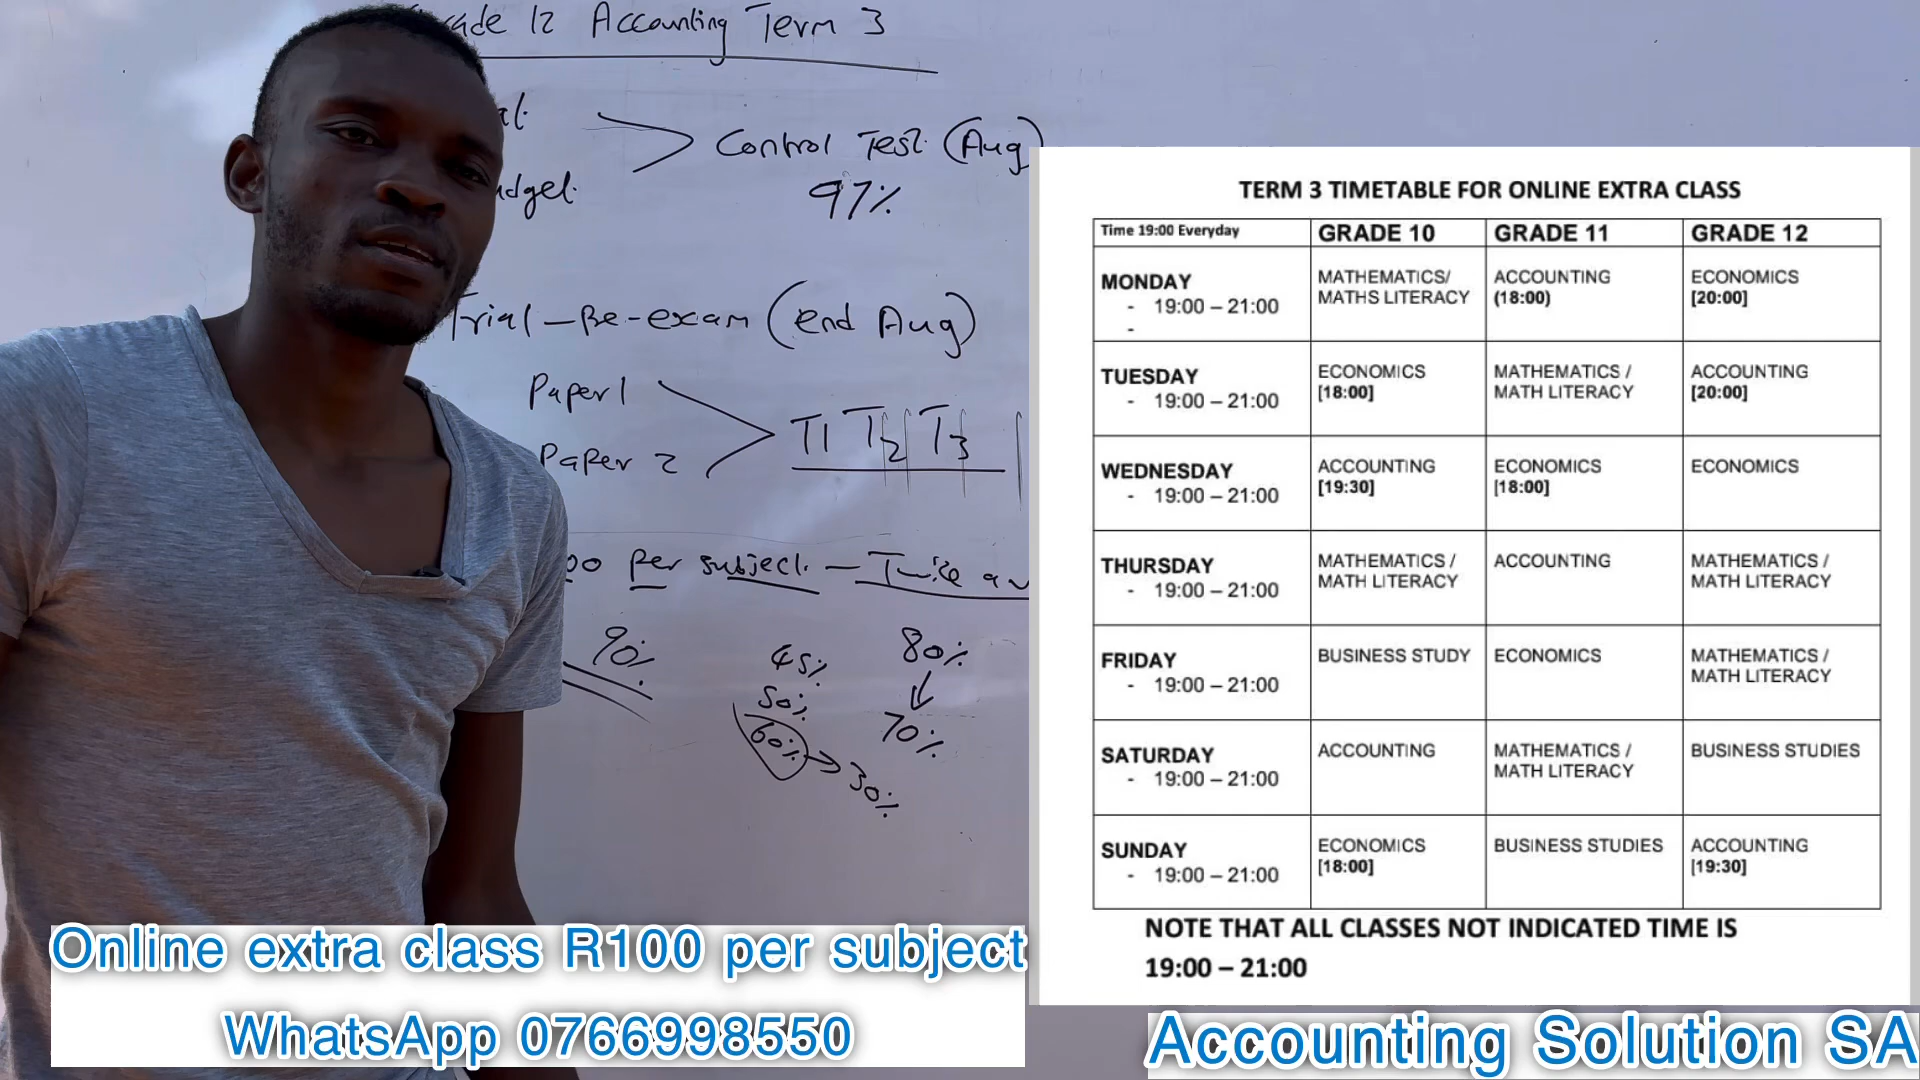 Grade 12 Accounting Term 3
Control Test (Aug)
97%
Trial - Pre-exam (end Aug)
Paper 1
Paper 2
T1 T2 T3
per subject - Twice a
90%
45%
50%
60%
30%
80%
70%
TERM 3 TIMETABLE FOR ONLINE EXTRA CLASS
Time 19:00 Everyday GRADE 10 GRADE 11 GRADE 12
MONDAY MATHEMATICS/ ACCOUNTING ECONOMICS
- 19:00 – 21:00 MATHS LITERACY (18:00) [20:00]
-
TUESDAY ECONOMICS MATHEMATICS / ACCOUNTING
- 19:00 – 21:00 [18:00] MATH LITERACY [20:00]
WEDNESDAY ACCOUNTING ECONOMICS ECONOMICS
- 19:00 – 21:00 [19:30] [18:00]
THURSDAY MATHEMATICS / ACCOUNTING MATHEMATICS /
- 19:00 – 21:00 MATH LITERACY MATH LITERACY
FRIDAY BUSINESS STUDY ECONOMICS MATHEMATICS /
- 19:00 – 21:00 MATH LITERACY
SATURDAY ACCOUNTING MATHEMATICS / BUSINESS STUDIES
- 19:00 – 21:00 MATH LITERACY
SUNDAY ECONOMICS BUSINESS STUDIES ACCOUNTING
- 19:00 – 21:00 [18:00] [19:30]
NOTE THAT ALL CLASSES NOT INDICATED TIME IS
19:00 – 21:00
Online extra class R100 per subject
WhatsApp 0766998550
Accounting Solution SA